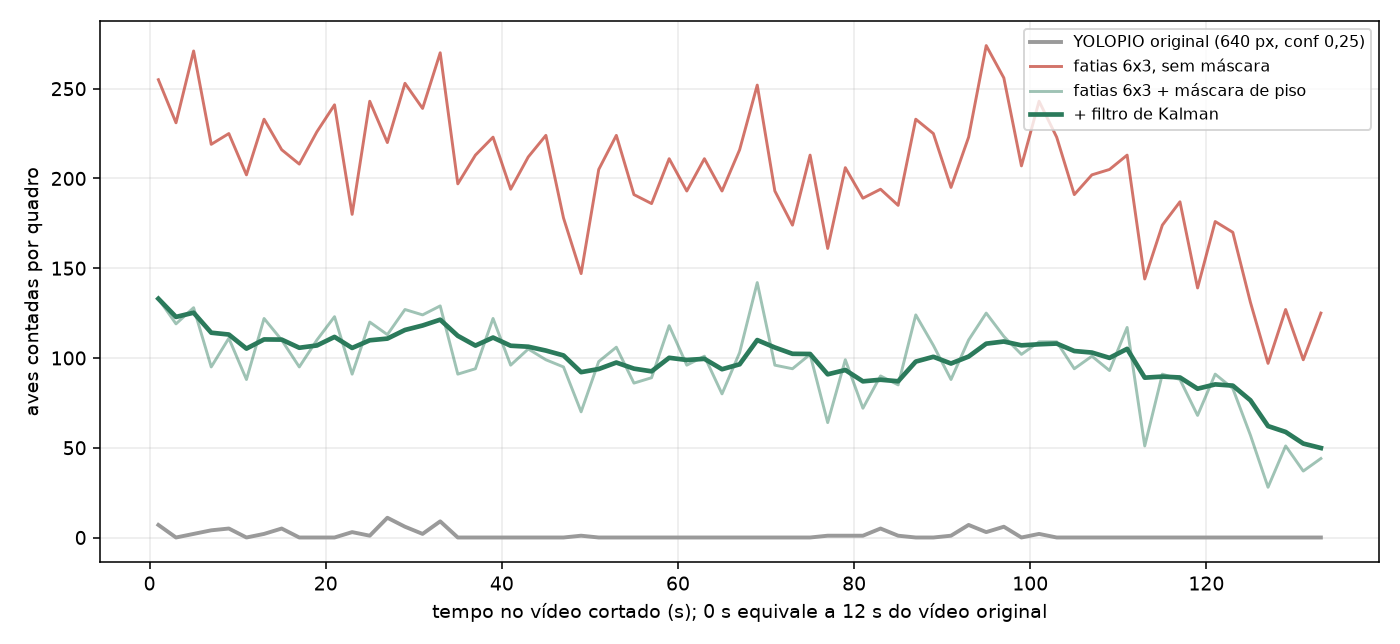 YOLOPIO original (640 px, conf 0,25)
fatias 6x3, sem máscara
fatias 6x3 + máscara de piso
+ filtro de Kalman
aves contadas por quadro
250
200
150
100
50
0
0 20 40 60 80 100 120
tempo no vídeo cortado (s); 0 s equivale a 12 s do vídeo original